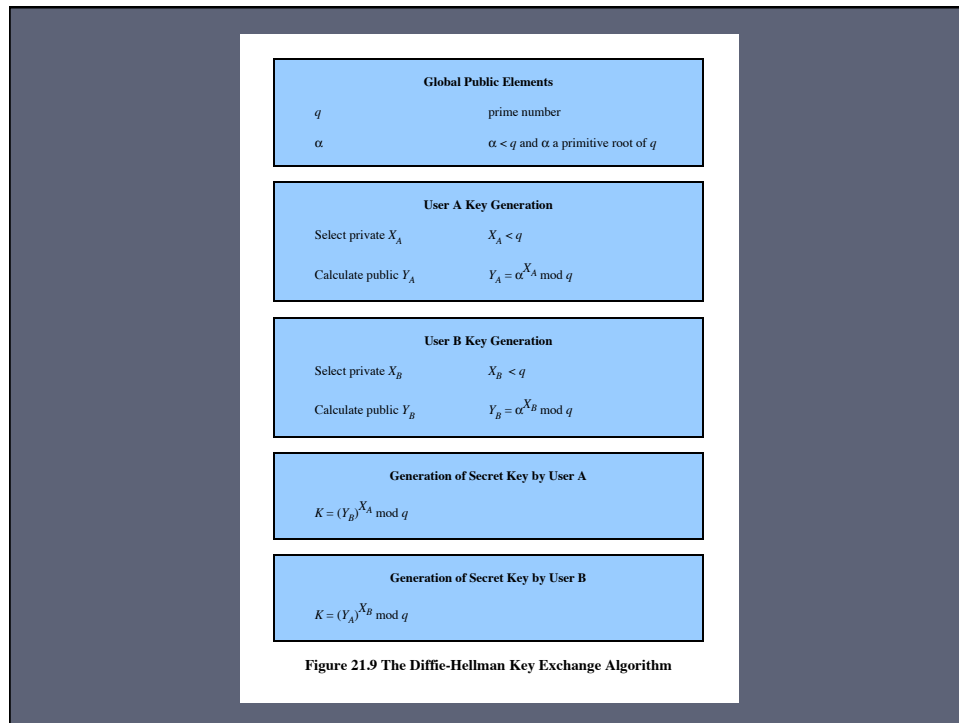 Global Public Elements
q prime number
α α < q and α a primitive root of q
User A Key Generation
Select private X_A X_A < q
Calculate public Y_A Y_A = α^{X_A} mod q
User B Key Generation
Select private X_B X_B < q
Calculate public Y_B Y_B = α^{X_B} mod q
Generation of Secret Key by User A
K = (Y_B)^{X_A} mod q
Generation of Secret Key by User B
K = (Y_A)^{X_B} mod q
Figure 21.9 The Diffie-Hellman Key Exchange Algorithm